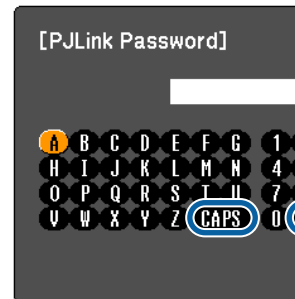 [PJLink Password]
A B C D E F G 1
H I J K L M N 4
O P Q R S T U 7
V W X Y Z CAPS 0